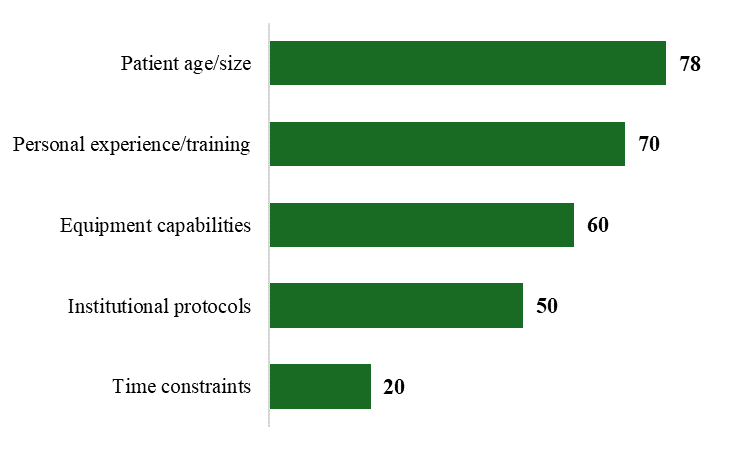 Patient age/size 78
Personal experience/training 70
Equipment capabilities 60
Institutional protocols 50
Time constraints 20